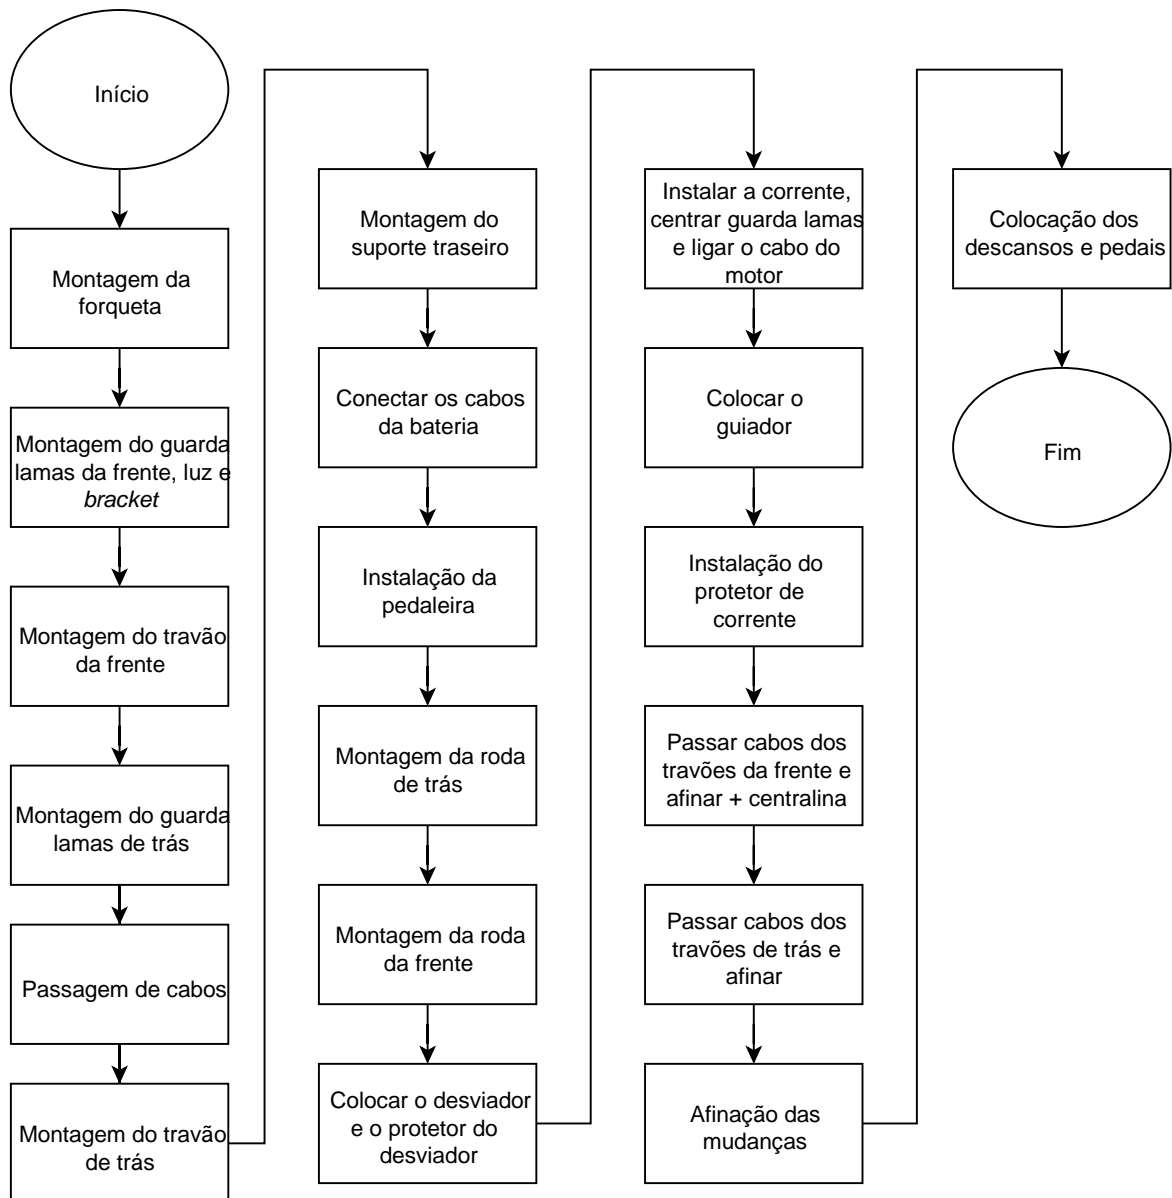 Início
Montagem da
forqueta
Montagem do guarda
lamas da frente, luz e
bracket
Montagem do travão
da frente
Montagem do guarda
lamas de trás
Passagem de cabos
Montagem do travão
de trás
Montagem do
suporte traseiro
Conectar os cabos
da bateria
Instalação da
pedaleira
Montagem da roda
de trás
Montagem da roda
da frente
Colocar o desviador
e o protetor do
desviador
Instalar a corrente,
centrar guarda lamas
e ligar o cabo do
motor
Colocar o
guiador
Instalação do
protetor de
corrente
Passar cabos dos
travões da frente e
afinar + centralina
Passar cabos dos
travões de trás e
afinar
Afinação das
mudanças
Colocação dos
descansos e pedais
Fim